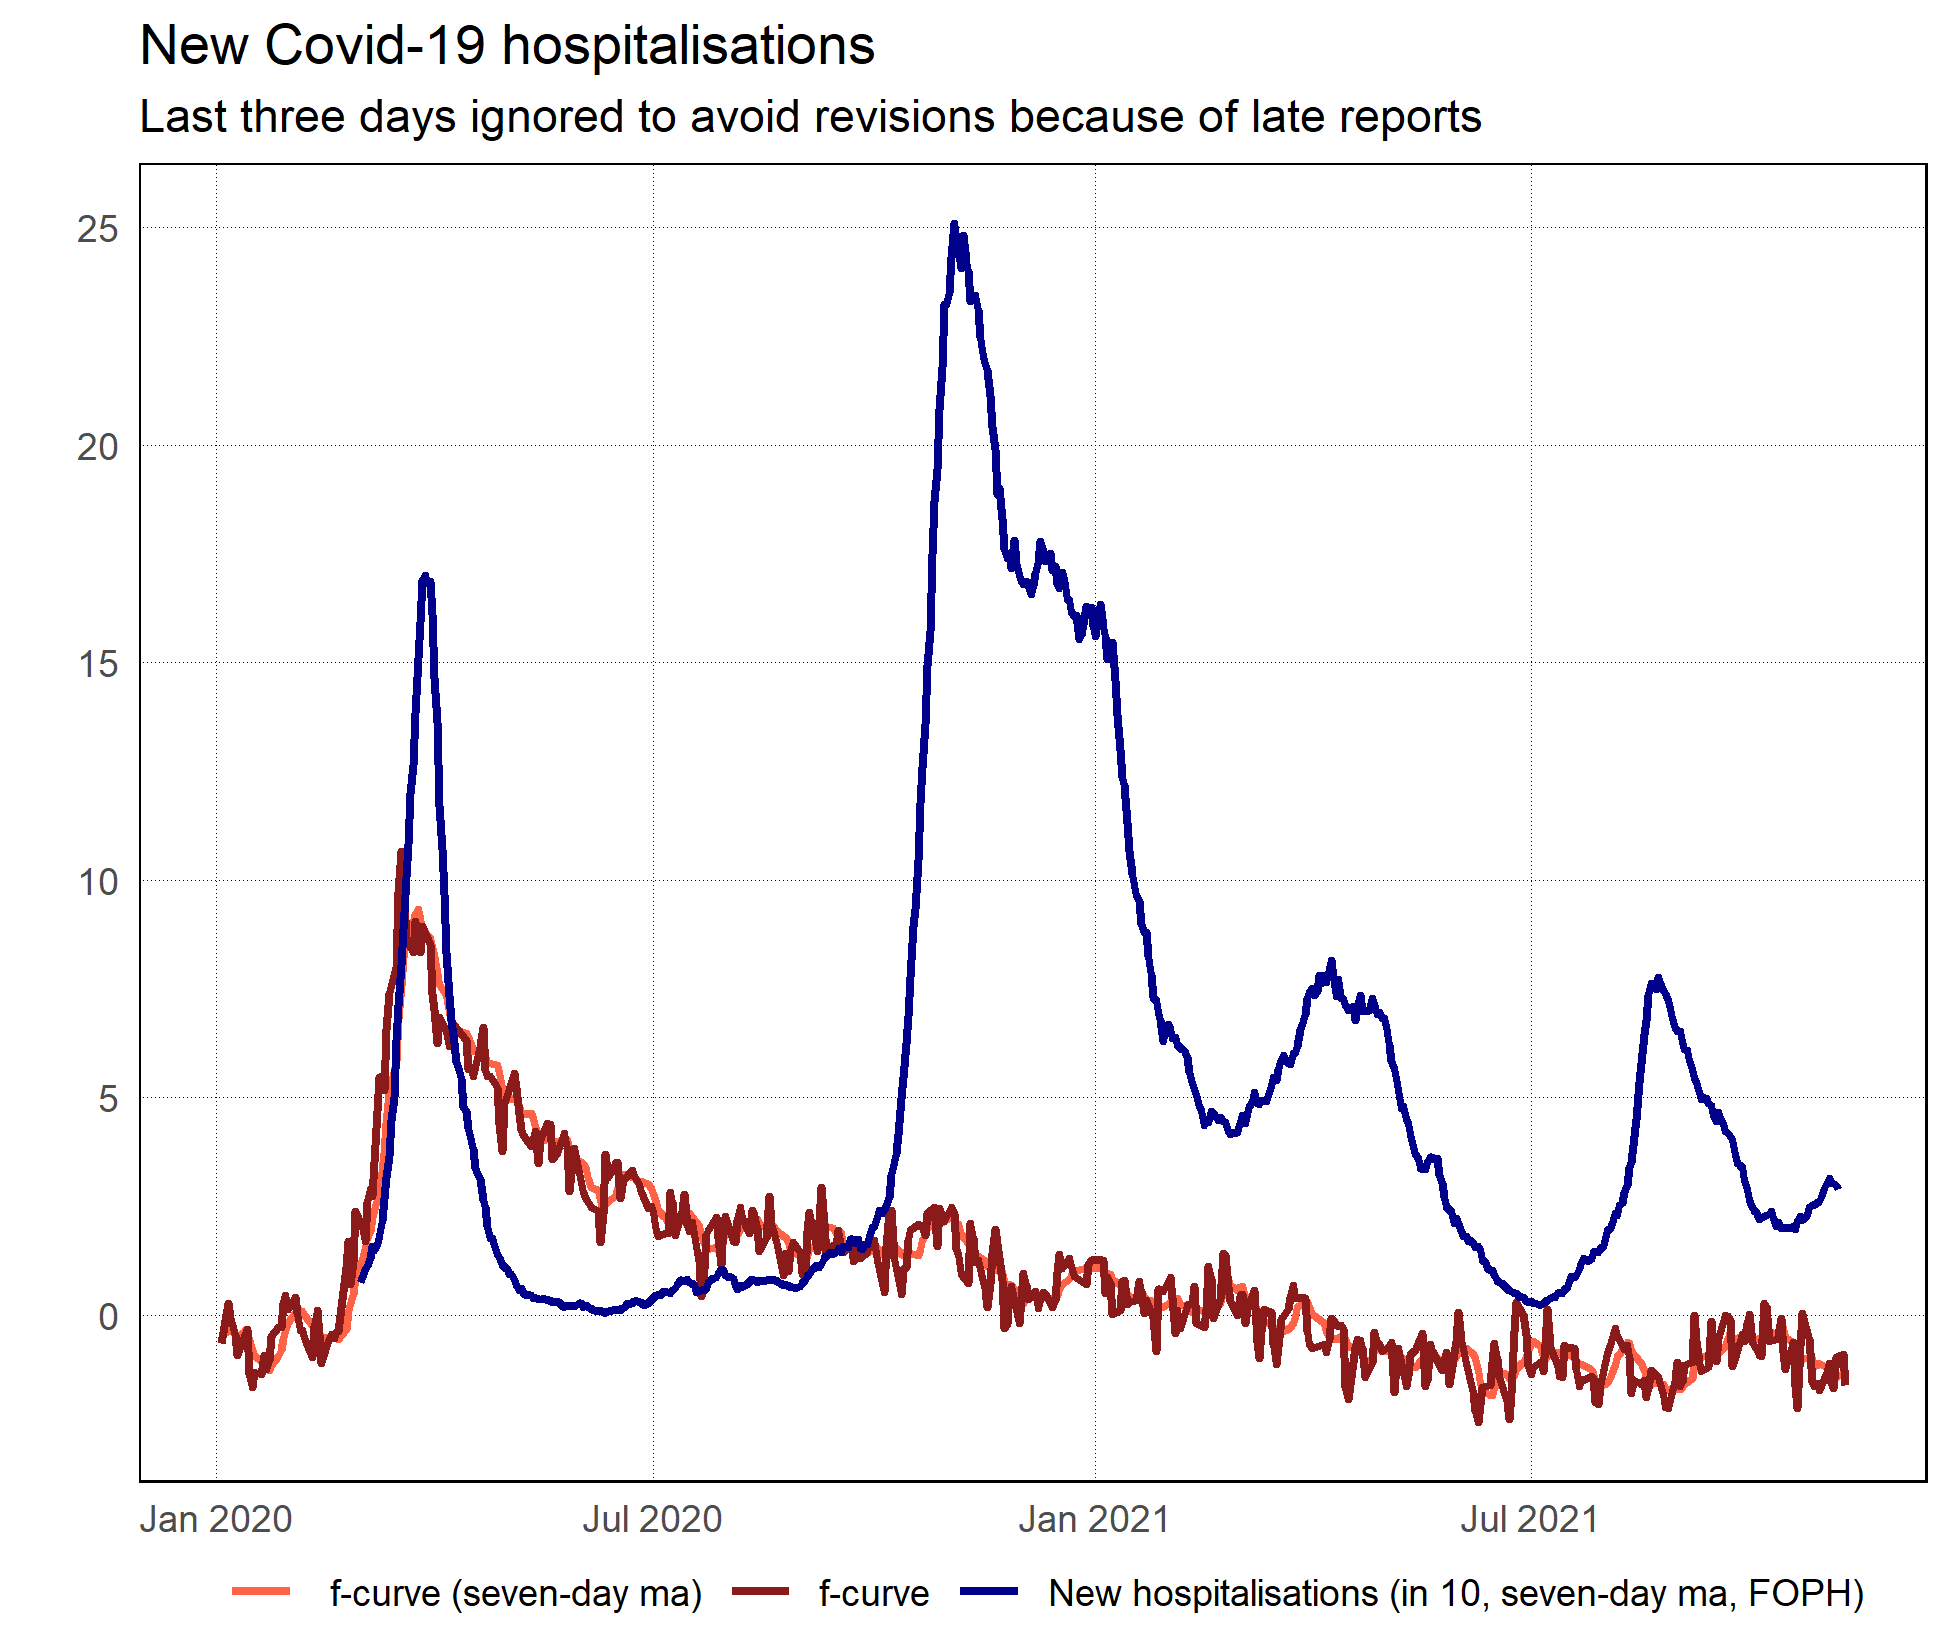 New Covid-19 hospitalisations
Last three days ignored to avoid revisions because of late reports
25
20
15
10
5
0
Jan 2020 Jul 2020 Jan 2021 Jul 2021
f-curve (seven-day ma) f-curve New hospitalisations (in 10, seven-day ma, FOPH)